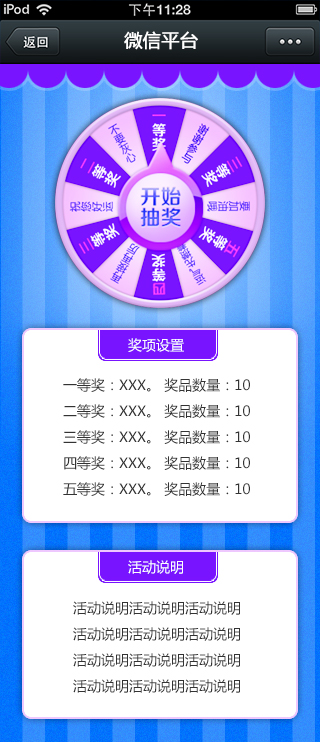 iPod 下午11:28
返回 微信平台
一等奖
谢谢参与
三等奖
要加把劲
五等奖
四等奖
再接再厉
二等奖
祝您好运
二等奖
不要灰心
开始
抽奖
奖项设置
一等奖：XXX。 奖品数量：10
二等奖：XXX。 奖品数量：10
三等奖：XXX。 奖品数量：10
四等奖：XXX。 奖品数量：10
五等奖：XXX。 奖品数量：10
活动说明
活动说明活动说明活动说明
活动说明活动说明活动说明
活动说明活动说明活动说明
活动说明活动说明活动说明